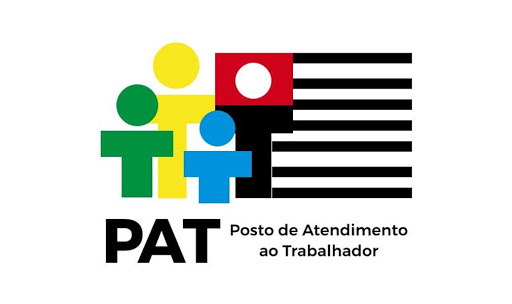 PAT
Posto de Atendimento
ao Trabalhador